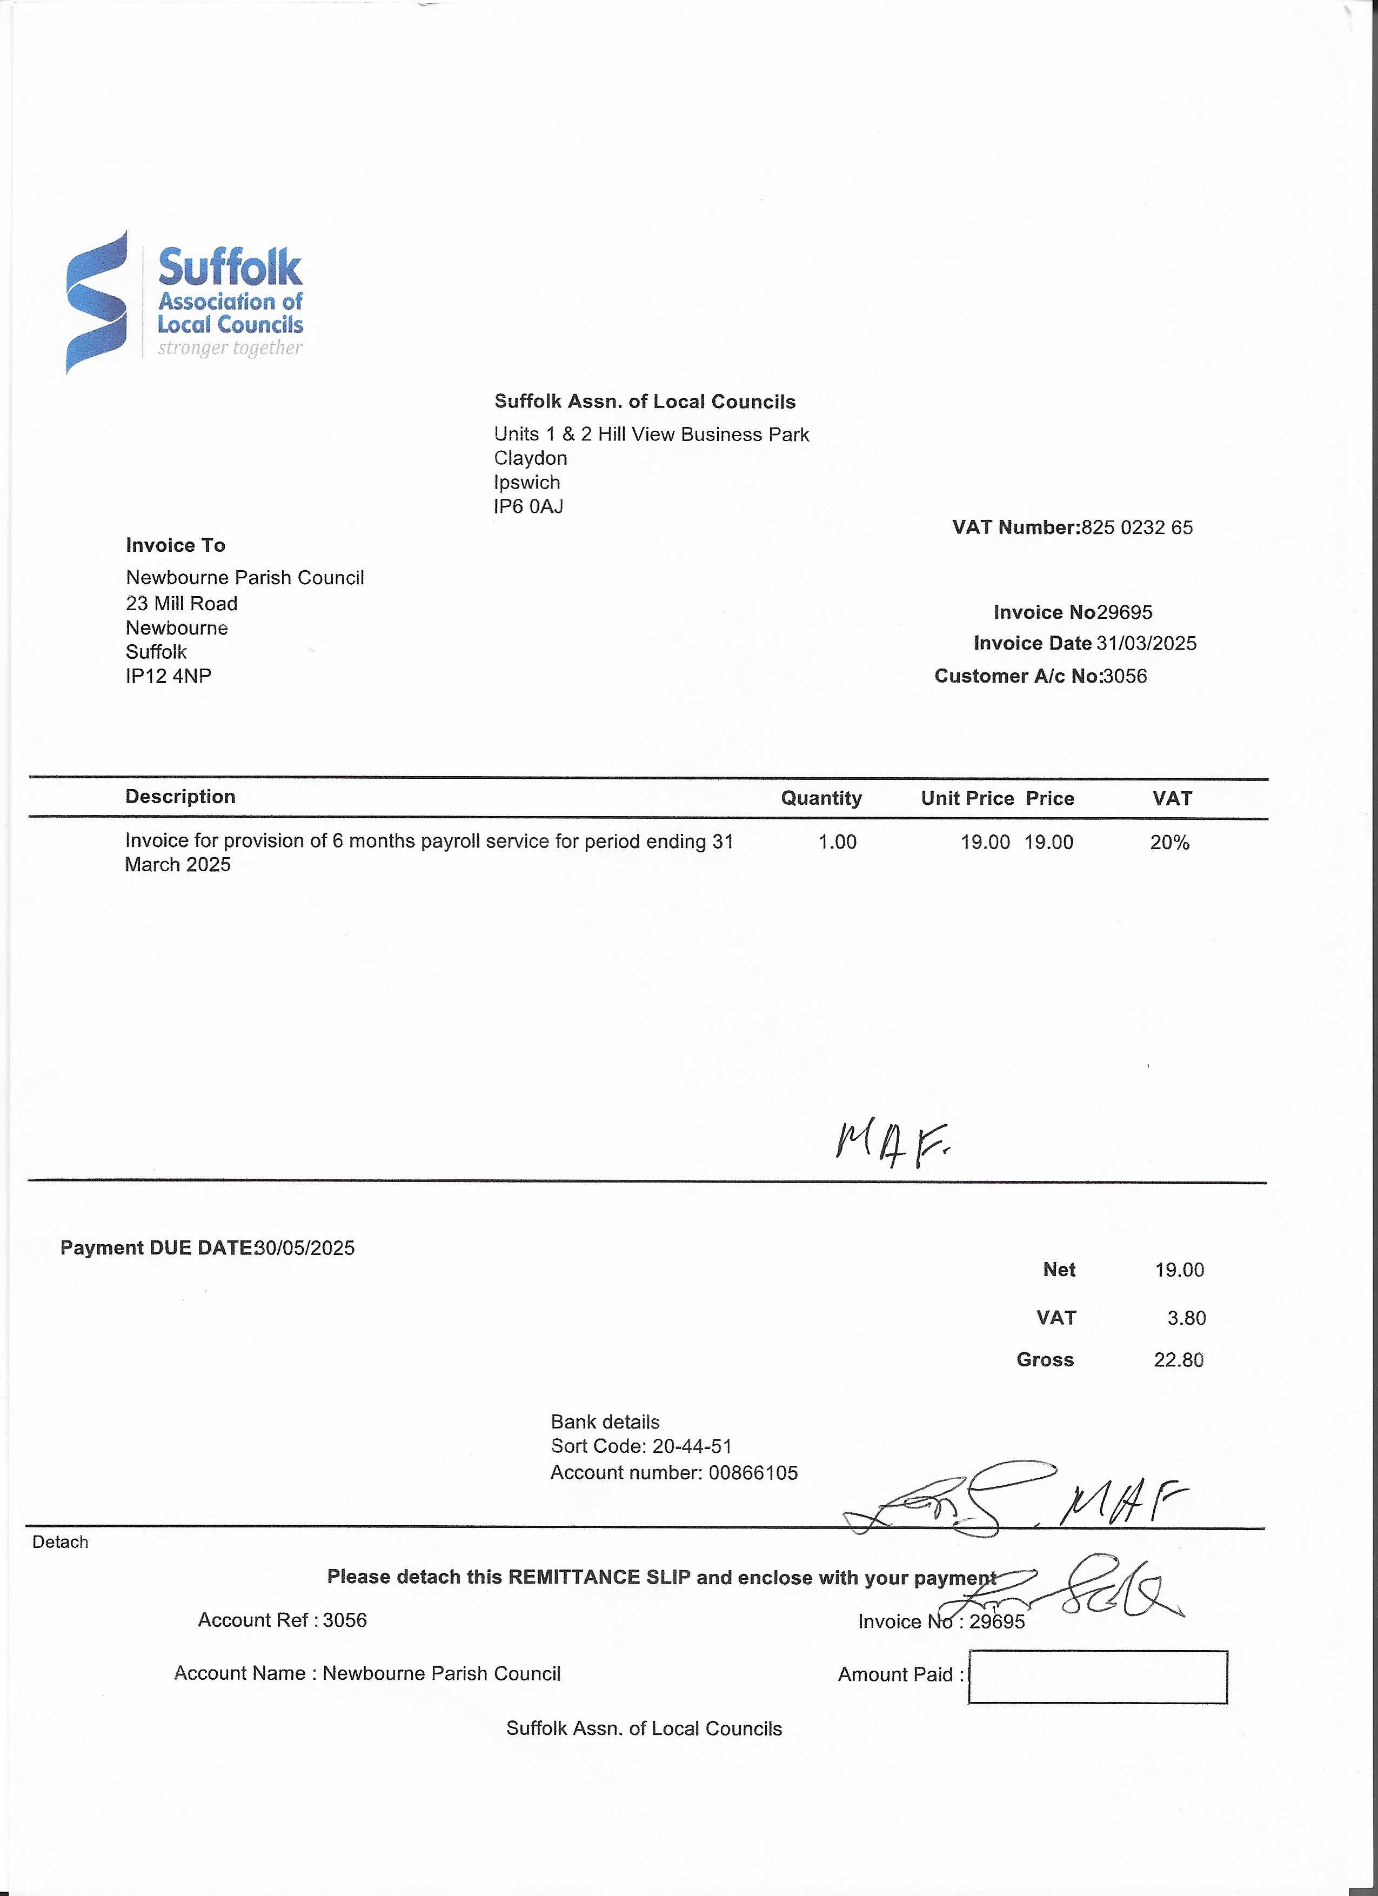 Suffolk
Association of
Local Councils
stronger together
Suffolk Assn. of Local Councils
Units 1 & 2 Hill View Business Park
Claydon
Ipswich
IP6 0AJ
VAT Number:825 0232 65
Invoice To
Newbourne Parish Council
23 Mill Road
Newbourne
Suffolk
IP12 4NP
Invoice No29695
Invoice Date 31/03/2025
Customer A/c No:3056
Description Quantity Unit Price Price VAT
Invoice for provision of 6 months payroll service for period ending 31 1.00 19.00 19.00 20%
March 2025
MAF.
Payment DUE DATE30/05/2025
Net 19.00
VAT 3.80
Gross 22.80
Bank details
Sort Code: 20-44-51
Account number: 00866105
MAF
Detach
Please detach this REMITTANCE SLIP and enclose with your payment
Account Ref : 3056 Invoice No : 29695
Account Name : Newbourne Parish Council Amount Paid :
Suffolk Assn. of Local Councils